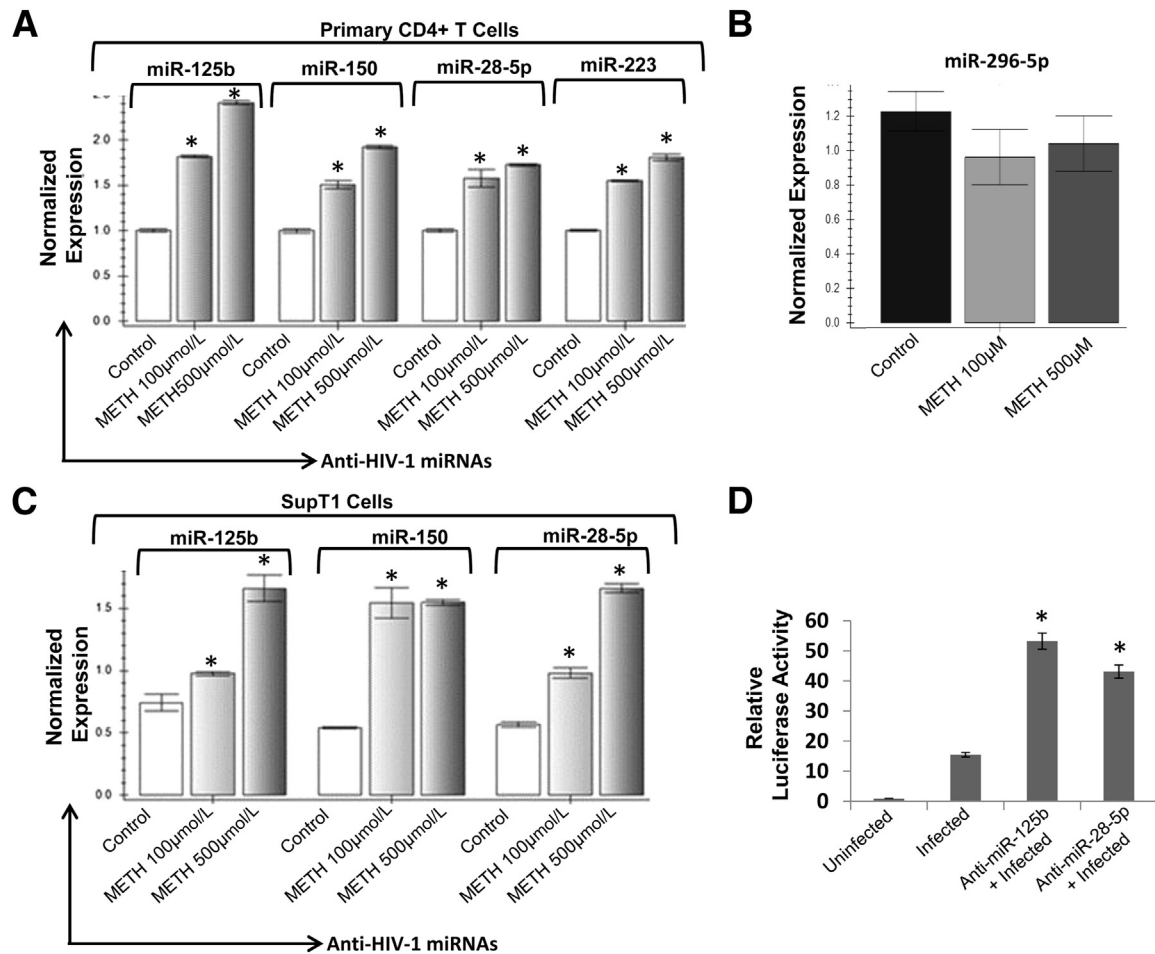 A
Primary CD4+ T Cells
miR-125b
miR-150
miR-28-5p
miR-223
Normalized
Expression
2.0
1.5
1.0
0.5
0.0
*
*
*
*
*
*
*
*
Control
METH 100µmol/L
METH500µmol/L
Control
METH 100µmol/L
METH 500µmol/L
Control
METH 100µmol/L
METH 500µmol/L
Control
METH 100µmol/L
METH 500µmol/L
Anti-HIV-1 miRNAs
B
miR-296-5p
Normalized Expression
1.2
1.0
0.8
0.6
0.4
0.2
0.0
Control
METH 100µM
METH 500µM
C
SupT1 Cells
miR-125b
miR-150
miR-28-5p
Normalized
Expression
1.5
1.0
0.5
0.0
*
*
*
*
*
*
Control
METH 100µmol/L
METH 500µmol/L
Control
METH 100µmol/L
METH 500µmol/L
Control
METH 100µmol/L
METH 500µmol/L
Anti-HIV-1 miRNAs
D
Relative
Luciferase Activity
60
50
40
30
20
10
0
*
*
Uninfected
Infected
Anti-miR-125b
+ Infected
Anti-miR-28-5p
+ Infected